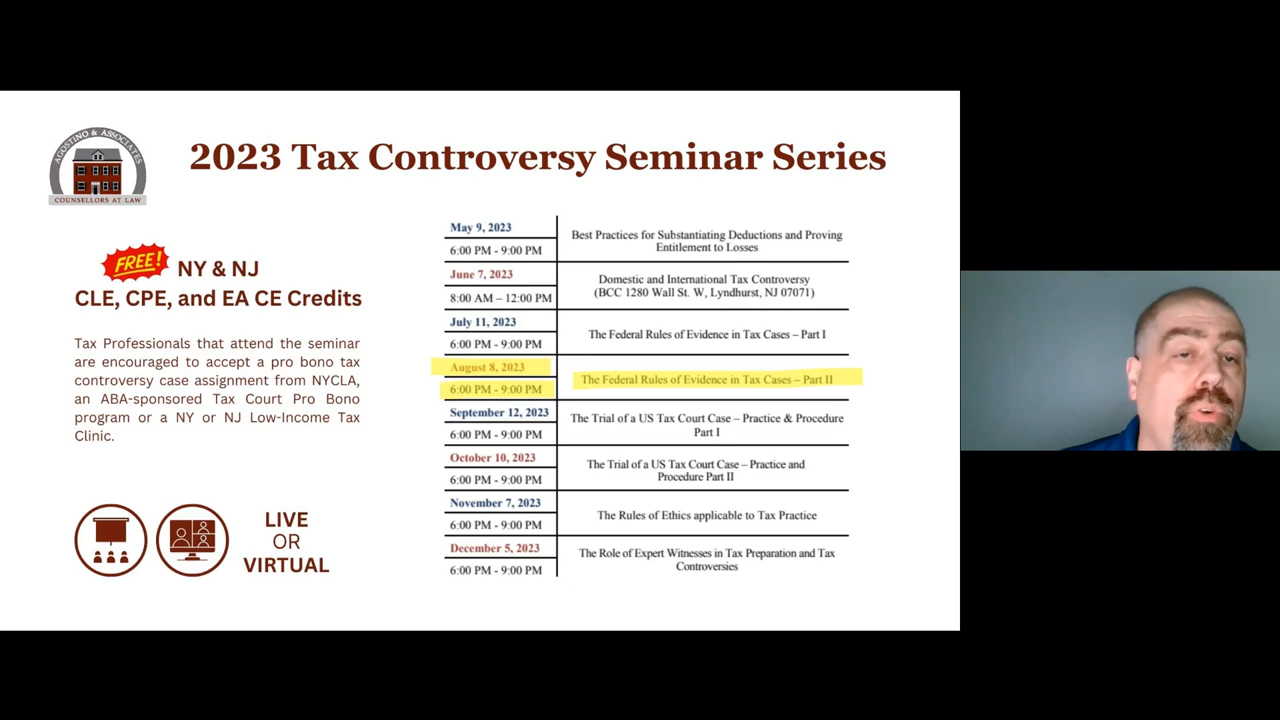 AGOSTINO & ASSOCIATES
COUNSELLORS AT LAW
2023 Tax Controversy Seminar Series
FREE!
NY & NJ
CLE, CPE, and EA CE Credits
Tax Professionals that attend the seminar
are encouraged to accept a pro bono tax
controversy case assignment from NYCLA,
an ABA-sponsored Tax Court Pro Bono
program or a NY or NJ Low-Income Tax
Clinic.
LIVE
OR
VIRTUAL
May 9, 2023
6:00 PM - 9:00 PM
Best Practices for Substantiating Deductions and Proving
Entitlement to Losses
June 7, 2023
8:00 AM – 12:00 PM
Domestic and International Tax Controversy
(BCC 1280 Wall St. W, Lyndhurst, NJ 07071)
July 11, 2023
6:00 PM - 9:00 PM
The Federal Rules of Evidence in Tax Cases – Part I
August 8, 2023
6:00 PM - 9:00 PM
The Federal Rules of Evidence in Tax Cases – Part II
September 12, 2023
6:00 PM - 9:00 PM
The Trial of a US Tax Court Case – Practice & Procedure
Part I
October 10, 2023
6:00 PM - 9:00 PM
The Trial of a US Tax Court Case – Practice and
Procedure Part II
November 7, 2023
6:00 PM - 9:00 PM
The Rules of Ethics applicable to Tax Practice
December 5, 2023
6:00 PM - 9:00 PM
The Role of Expert Witnesses in Tax Preparation and Tax
Controversies